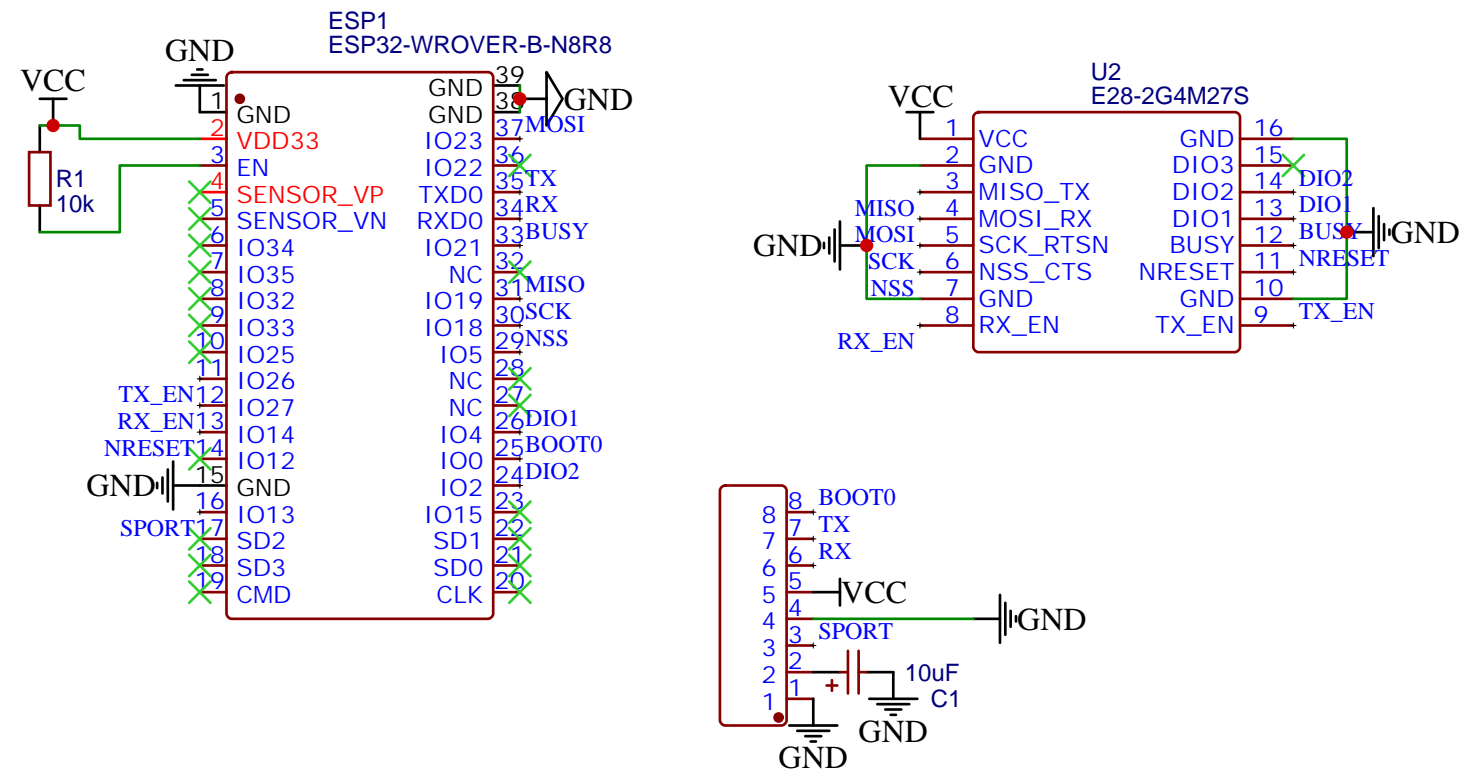 ESP1
ESP32-WROVER-B-N8R8
GND
VCC
R1
10k
1 GND
2 VDD33
3 EN
4 SENSOR_VP
5 SENSOR_VN
6 IO34
7 IO35
8 IO32
9 IO33
10 IO25
11 IO26
TX_EN 12 IO27
RX_EN 13 IO14
NRESET 14 IO12
GND 15 GND
16 IO13
SPORT 17 SD2
18 SD3
19 CMD
GND 39
GND 38 GND
IO23 37 MOSI
IO22 36
TXD0 35 TX
RXD0 34 RX
IO21 33 BUSY
NC 32
IO19 31 MISO
IO18 30 SCK
IO5 29 NSS
NC 28
NC 27
IO4 26 DIO1
IO0 25 BOOT0
IO2 24 DIO2
IO15 23
SD1 22
SD0 21
CLK 20
U2
E28-2G4M27S
VCC
1 VCC
2 GND
3 MISO_TX
MISO 4 MOSI_RX
GND MOSI 5 SCK_RTSN
SCK 6 NSS_CTS
NSS 7 GND
8 RX_EN
RX_EN
GND 16
DIO3 15
DIO2 14 DIO2
DIO1 13 DIO1
BUSY 12 BUSY GND
NRESET 11 NRESET
GND 10
TX_EN 9 TX_EN
8 8 BOOT0
7 7 TX
6 6 RX
5 5 VCC
4 4 GND
3 3 SPORT
2 2
1 1
+
10uF
C1
GND
GND